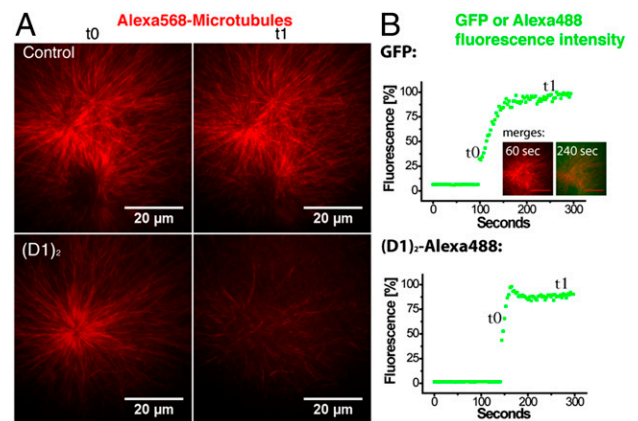 A
Alexa568-Microtubules
t0
t1
Control
20 µm
20 µm
(D1)₂
20 µm
20 µm
B
GFP or Alexa488
fluorescence intensity
GFP:
Fluorescence [%]
100
75
50
25
0
t0
t1
merges:
60 sec
240 sec
0
100
200
300
Seconds
(D1)₂-Alexa488:
Fluorescence [%]
100
75
50
25
0
t0
t1
0
100
200
300
Seconds